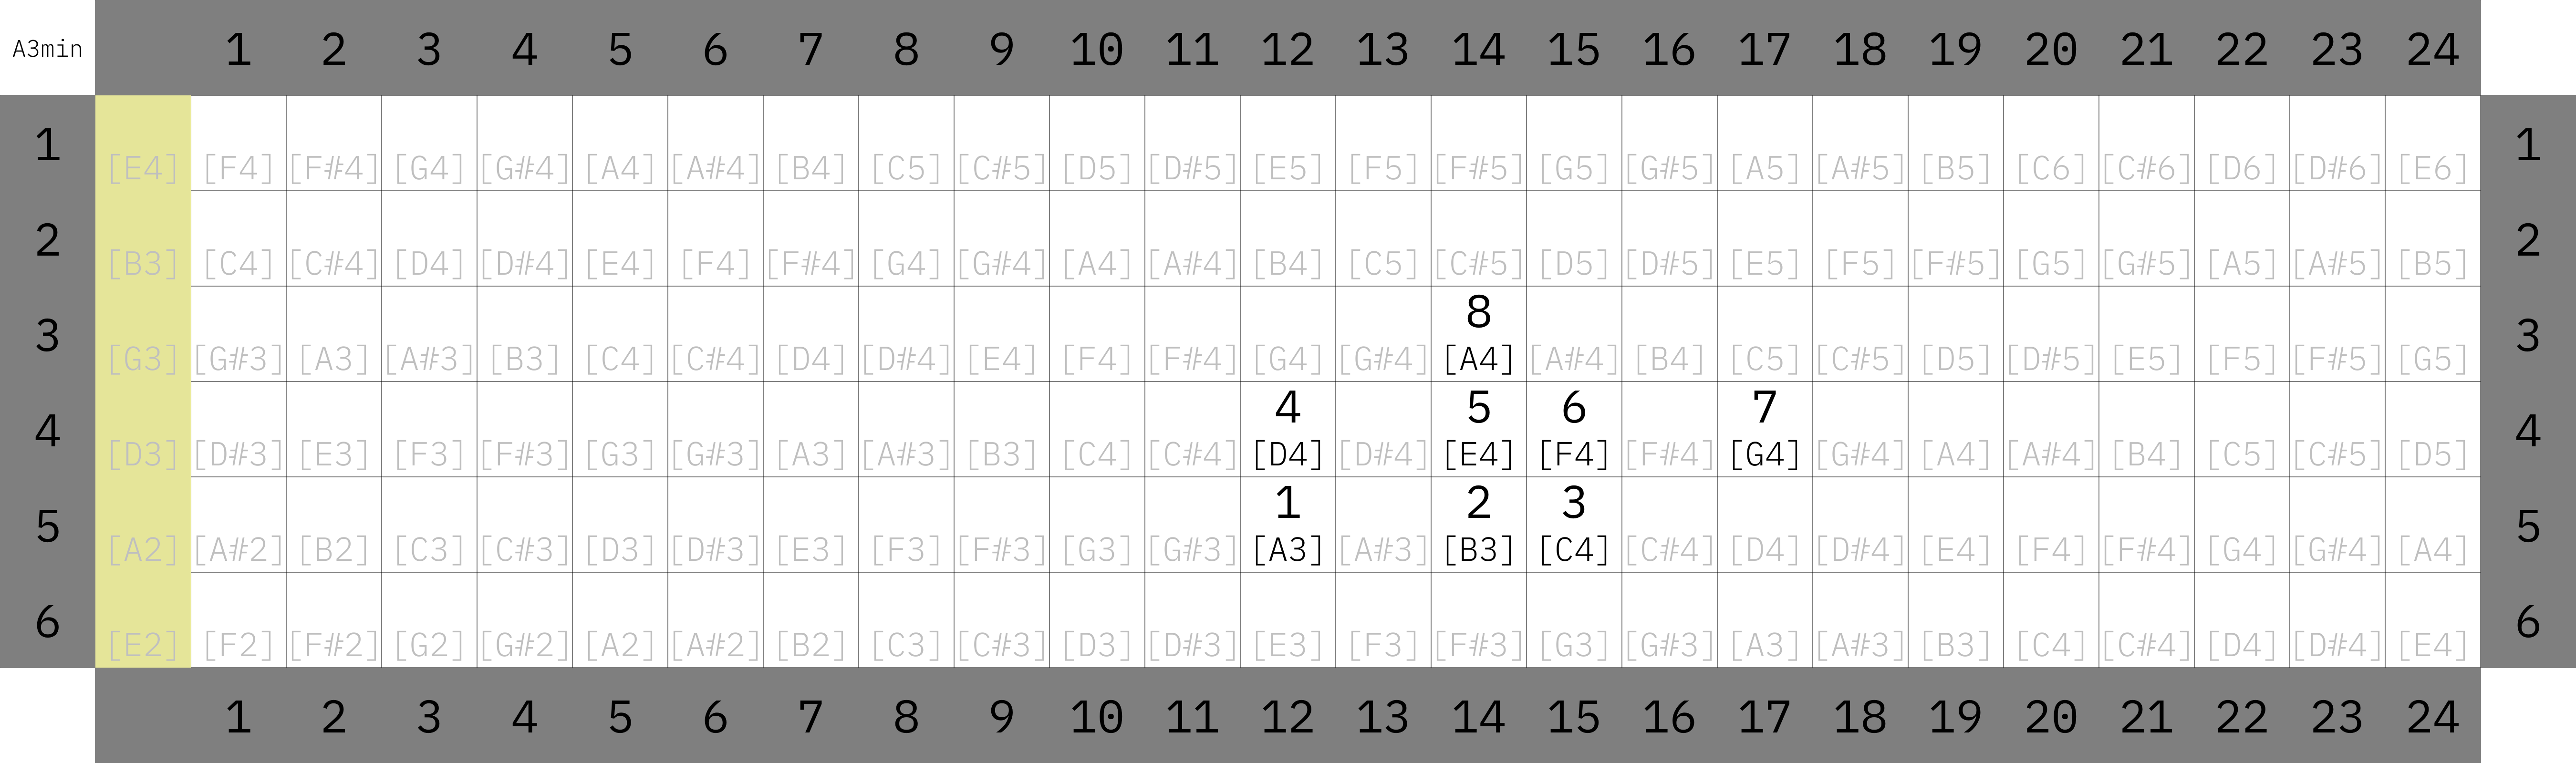 A3min 1 2 3 4 5 6 7 8 9 10 11 12 13 14 15 16 17 18 19 20 21 22 23 24
1 [E4] [F4] [F#4] [G4] [G#4] [A4] [A#4] [B4] [C5] [C#5] [D5] [D#5] [E5] [F5] [F#5] [G5] [G#5] [A5] [A#5] [B5] [C6] [C#6] [D6] [D#6] [E6] 1
2 [B3] [C4] [C#4] [D4] [D#4] [E4] [F4] [F#4] [G4] [G#4] [A4] [A#4] [B4] [C5] [C#5] [D5] [D#5] [E5] [F5] [F#5] [G5] [G#5] [A5] [A#5] [B5] 2
8
3 [G3] [G#3] [A3] [A#3] [B3] [C4] [C#4] [D4] [D#4] [E4] [F4] [F#4] [G4] [G#4] [A4] [A#4] [B4] [C5] [C#5] [D5] [D#5] [E5] [F5] [F#5] [G5] 3
4 5 6 7
4 [D3] [D#3] [E3] [F3] [F#3] [G3] [G#3] [A3] [A#3] [B3] [C4] [C#4] [D4] [D#4] [E4] [F4] [F#4] [G4] [G#4] [A4] [A#4] [B4] [C5] [C#5] [D5] 4
1 2 3
5 [A2] [A#2] [B2] [C3] [C#3] [D3] [D#3] [E3] [F3] [F#3] [G3] [G#3] [A3] [A#3] [B3] [C4] [C#4] [D4] [D#4] [E4] [F4] [F#4] [G4] [G#4] [A4] 5
6 [E2] [F2] [F#2] [G2] [G#2] [A2] [A#2] [B2] [C3] [C#3] [D3] [D#3] [E3] [F3] [F#3] [G3] [G#3] [A3] [A#3] [B3] [C4] [C#4] [D4] [D#4] [E4] 6
1 2 3 4 5 6 7 8 9 10 11 12 13 14 15 16 17 18 19 20 21 22 23 24